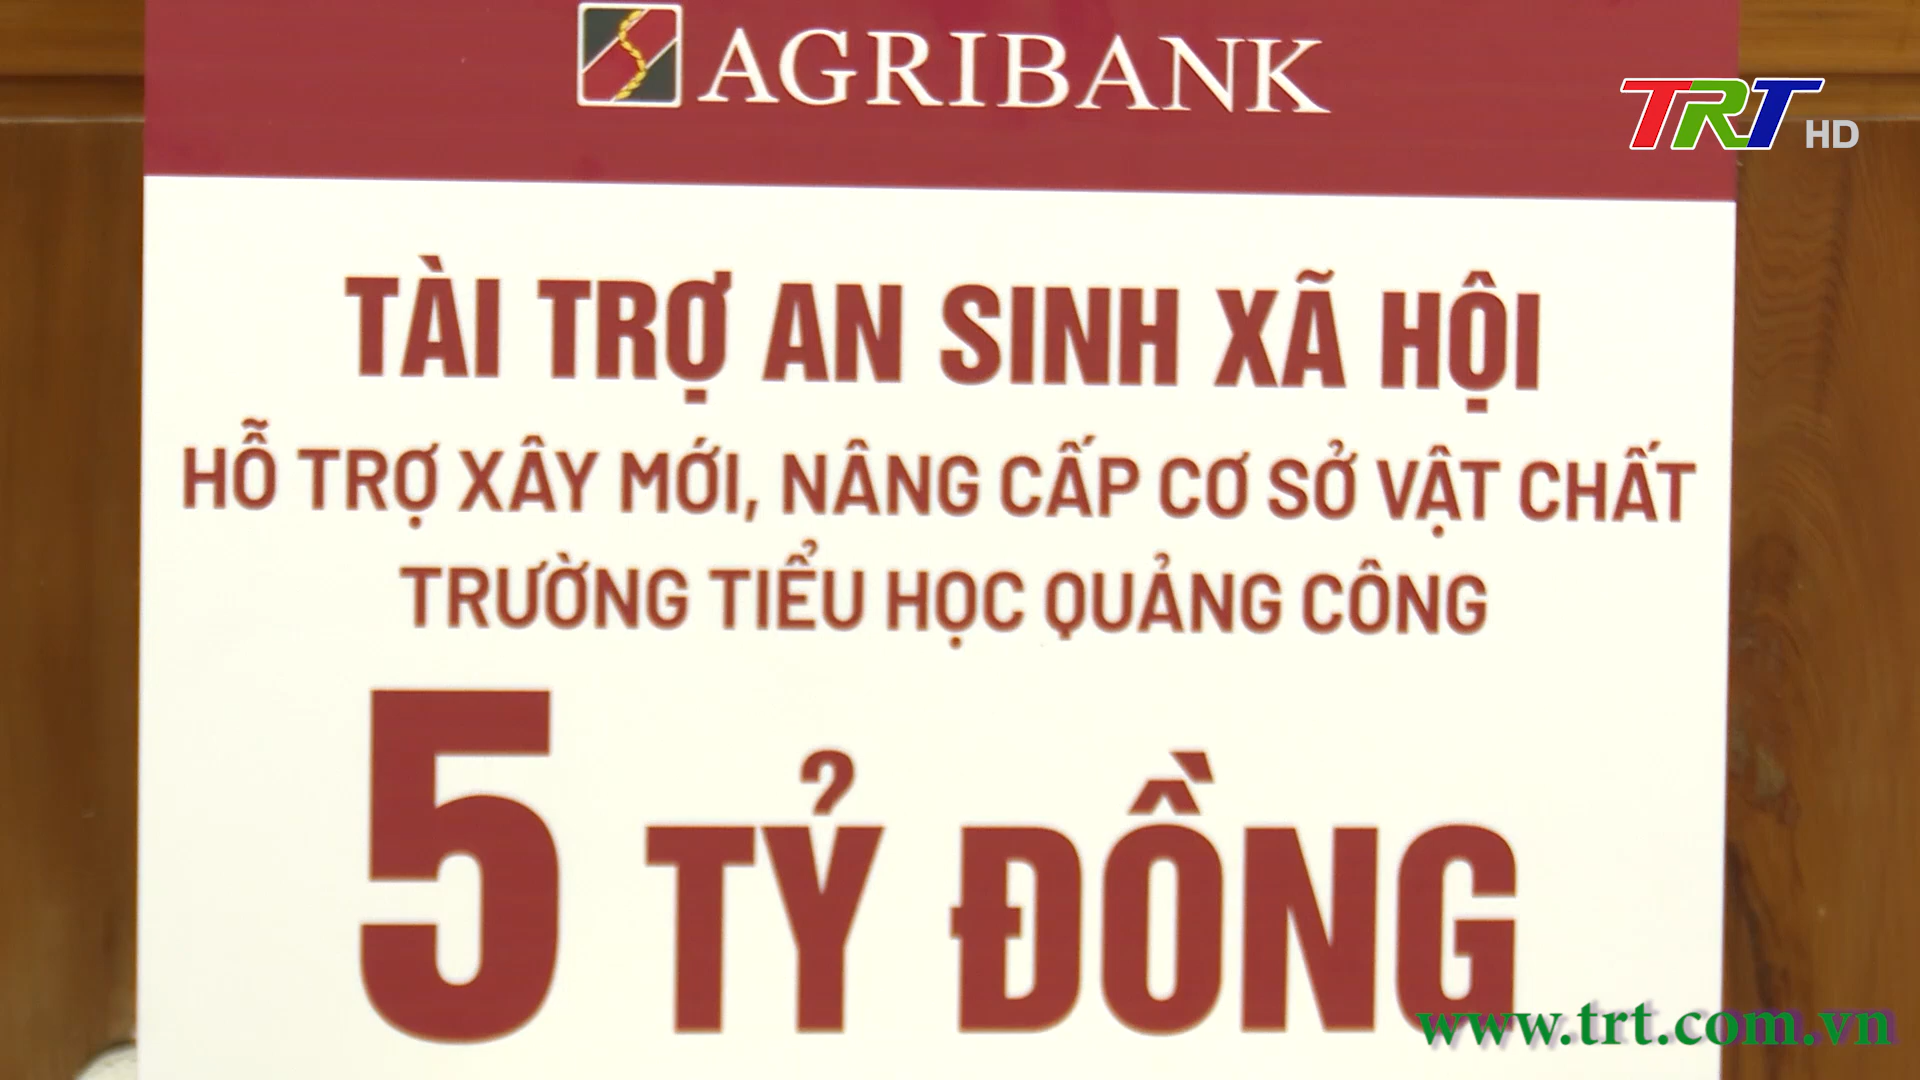 AGRIBANK
TRT HD
TÀI TRỢ AN SINH XÃ HỘI
HỖ TRỢ XÂY MỚI, NÂNG CẤP CƠ SỞ VẬT CHẤT
TRƯỜNG TIỂU HỌC QUẢNG CÔNG
5 TỶ ĐỒNG
www.trt.com.vn